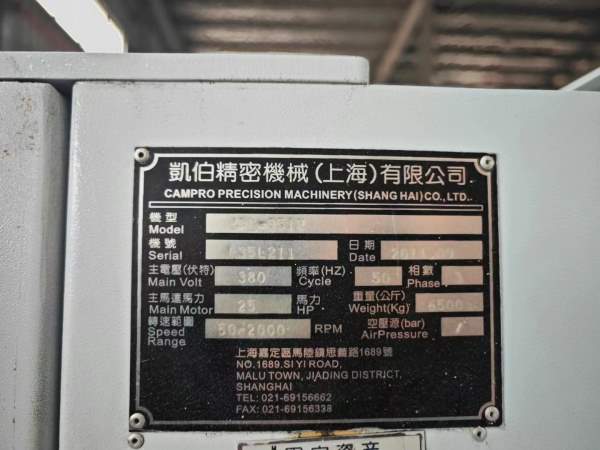 凱伯精密機械(上海)有限公司
CAMPRO PRECISION MACHINERY(SHANG HAI)CO., LTD..
機型
Model
機號 日期
Serial Date
主電壓(伏特) 380 頻率(HZ) 50 相數
Main Volt Cycle Phase
主馬達馬力 25 馬力 重量(公斤) 6500
Main Motor HP Weight(Kg)
轉速範圍 50-2000 RPM 空壓源(bar) /
Speed AirPressure
Range
上海嘉定區馬陸鎮思義路1689號
NO.1689.SI YI ROAD,
MALU TOWN, JIADING DISTRICT,
SHANGHAI
TEL: 021-69156662
FAX: 021-69156338